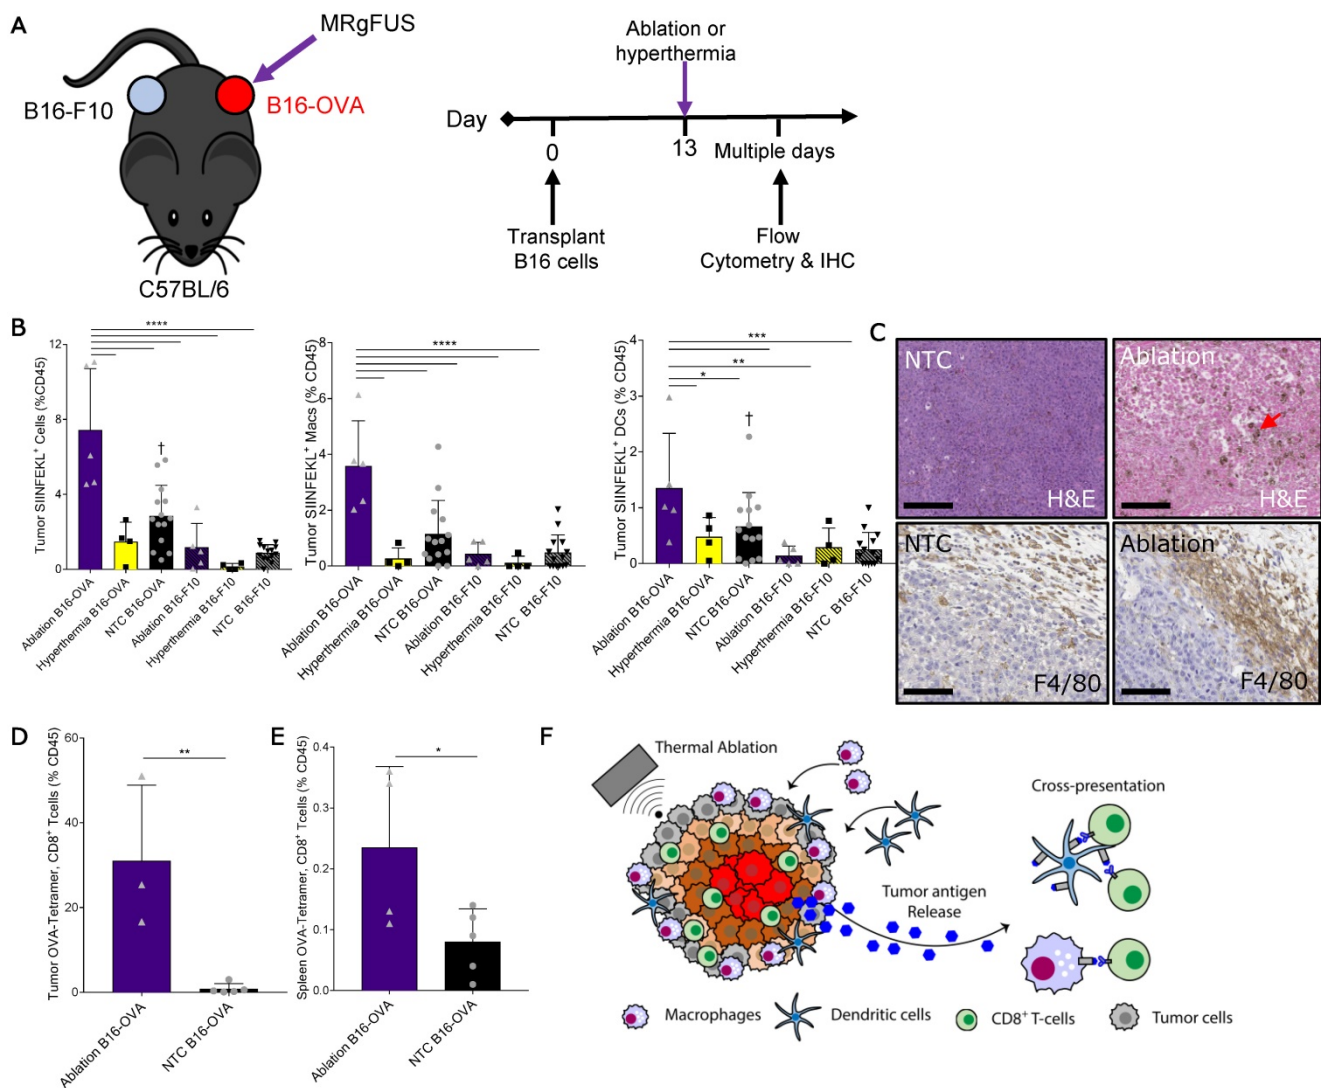 A
MRgFUS
B16-F10
B16-OVA
C57BL/6
Ablation or
hyperthermia
Day
0
13
Multiple days
Transplant
B16 cells
Flow
Cytometry & IHC
B
Tumor SIINFEKL+ Cells (%CD45)
12
8
4
0
****
†
Ablation B16-OVA
Hyperthermia B16-OVA
NTC B16-OVA
Ablation B16-F10
Hyperthermia B16-F10
NTC B16-F10
Tumor SIINFEKL+ Macs (% CD45)
10
8
6
4
2
0
****
Ablation B16-OVA
Hyperthermia B16-OVA
NTC B16-OVA
Ablation B16-F10
Hyperthermia B16-F10
NTC B16-F10
Tumor SIINFEKL+ DCs (% CD45)
4
3
2
1
0
***
**
*
†
Ablation B16-OVA
Hyperthermia B16-OVA
NTC B16-OVA
Ablation B16-F10
Hyperthermia B16-F10
NTC B16-F10
C
NTC
H&E
Ablation
H&E
NTC
F4/80
Ablation
F4/80
D
Tumor OVA-Tetramer, CD8+ Tcells (% CD45)
60
40
20
0
**
Ablation B16-OVA
NTC B16-OVA
E
Spleen OVA-Tetramer, CD8+ Tcells (% CD45)
0.4
0.3
0.2
0.1
0.0
*
Ablation B16-OVA
NTC B16-OVA
F
Thermal Ablation
Cross-presentation
Tumor antigen
Release
Macrophages
Dendritic cells
CD8+ T-cells
Tumor cells